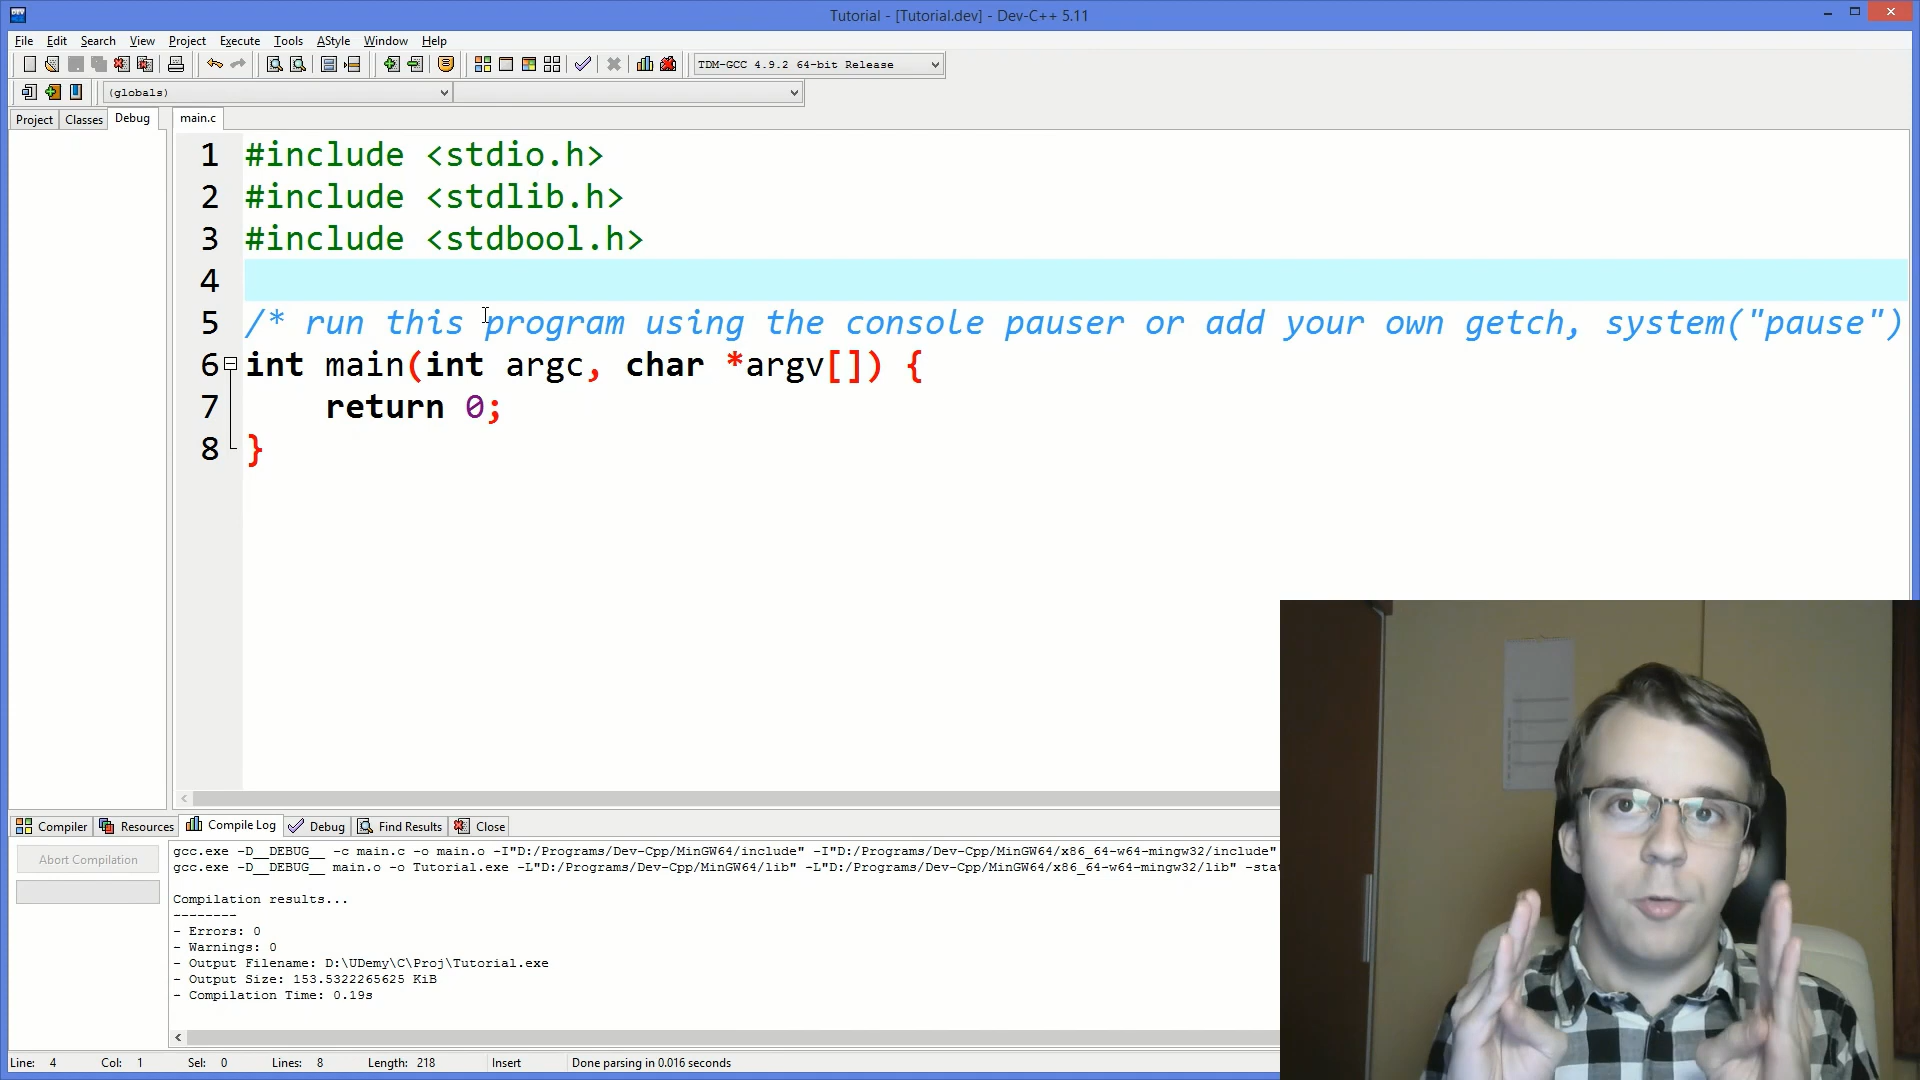 Tutorial - [Tutorial.dev] - Dev-C++ 5.11
File Edit Search View Project Execute Tools AStyle Window Help
TDM-GCC 4.9.2 64-bit Release
(globals)
Project Classes Debug
main.c
1 #include <stdio.h>
2 #include <stdlib.h>
3 #include <stdbool.h>
4
5 /* run this program using the console pauser or add your own getch, system("pause")
6 int main(int argc, char *argv[]) {
7 return 0;
8 }
Compiler Resources Compile Log Debug Find Results Close
Abort Compilation
gcc.exe -D__DEBUG__ -c main.c -o main.o -I"D:/Programs/Dev-Cpp/MinGW64/include" -I"D:/Programs/Dev-Cpp/MinGW64/x86_64-w64-mingw32/include"
gcc.exe -D__DEBUG__ main.o -o Tutorial.exe -L"D:/Programs/Dev-Cpp/MinGW64/lib" -L"D:/Programs/Dev-Cpp/MinGW64/x86_64-w64-mingw32/lib" -sta
Compilation results...
--------
- Errors: 0
- Warnings: 0
- Output Filename: D:\UDemy\C\Proj\Tutorial.exe
- Output Size: 153.5322265625 KiB
- Compilation Time: 0.19s
Line: 4 Col: 1 Sel: 0 Lines: 8 Length: 218 Insert Done parsing in 0.016 seconds